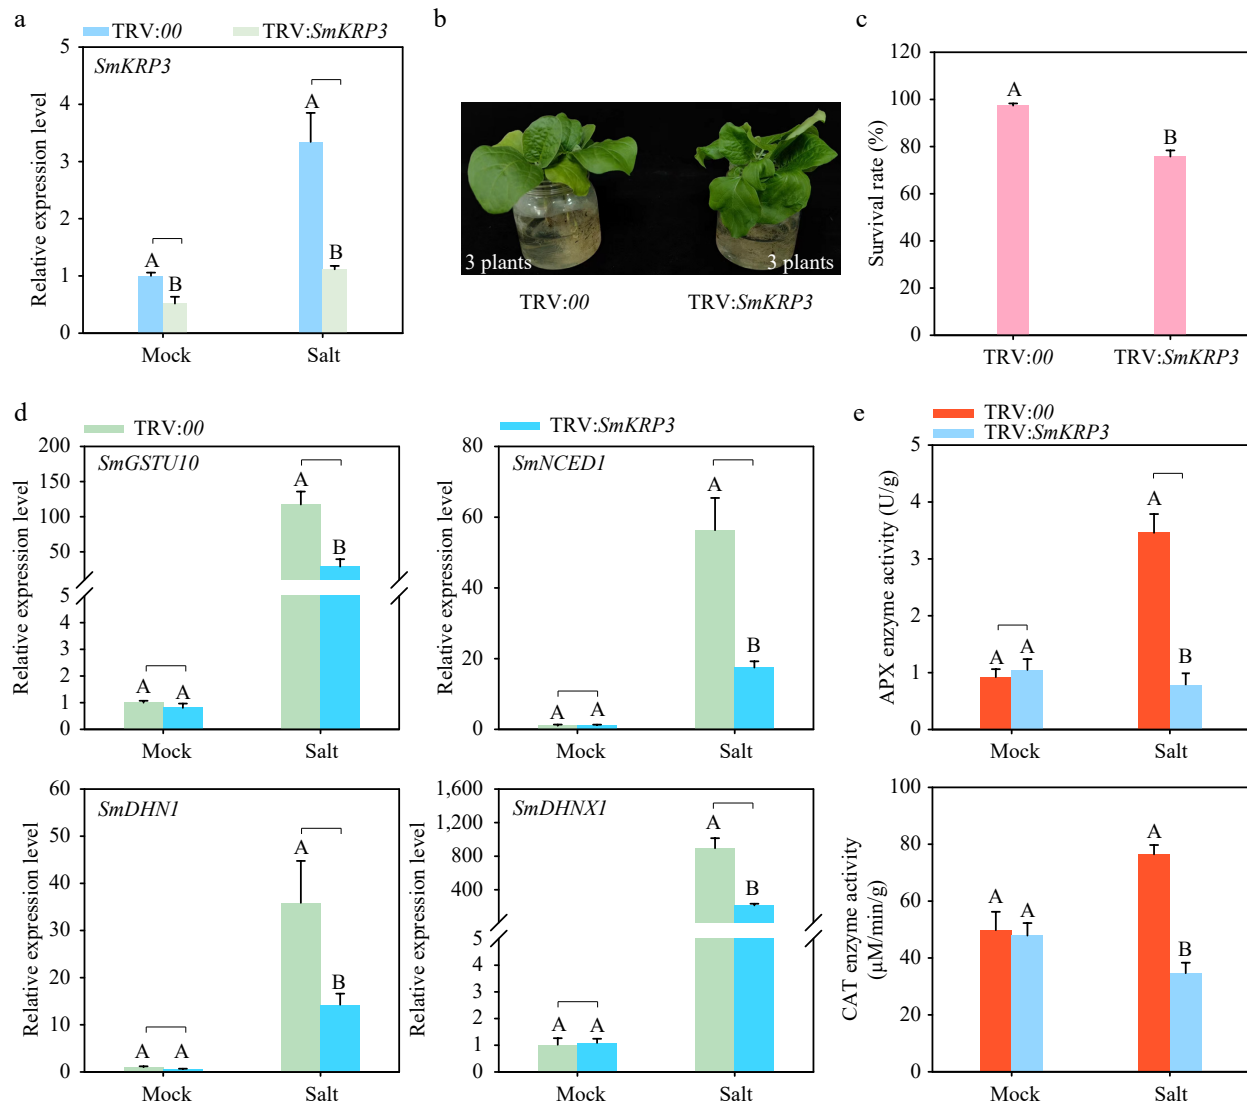 a
TRV:00
TRV:SmKRP3
SmKRP3
Relative expression level
5
4
3
2
1
0
A
B
A
B
Mock
Salt
b
3 plants
3 plants
TRV:00
TRV:SmKRP3
c
Survival rate (%)
120
100
80
60
40
20
0
A
B
TRV:00
TRV:SmKRP3
d
TRV:00
TRV:SmKRP3
SmGSTU10
Relative expression level
200
150
100
50
5
4
3
2
1
0
A
A
A
B
Mock
Salt
SmNCED1
Relative expression level
80
60
40
20
0
A
A
A
B
Mock
Salt
SmDHN1
Relative expression level
60
50
40
30
20
10
0
A
A
A
B
Mock
Salt
SmDHNX1
Relative expression level
1,600
1,200
800
400
5
4
3
2
1
0
A
A
A
B
Mock
Salt
e
TRV:00
TRV:SmKRP3
APX enzyme activity (U/g)
5
4
3
2
1
0
A
A
A
B
Mock
Salt
CAT enzyme activity
(μM/min/g)
100
80
60
40
20
0
A
A
A
B
Mock
Salt